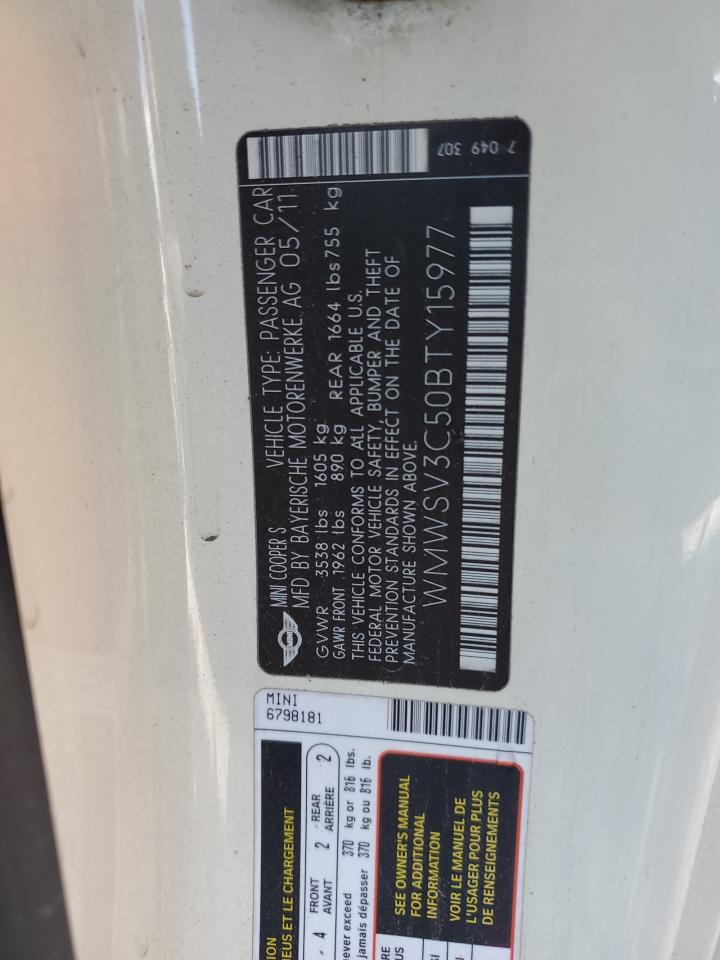 MINI COOPER S VEHICLE TYPE: PASSENGER CAR
MFD BY BAYERISCHE MOTORENWERKE AG 05/11
GVWR 3538 lbs 1605 kg
GAWR FRONT 1962 lbs 890 kg REAR 1664 lbs 755 kg
THIS VEHICLE CONFORMS TO ALL APPLICABLE U.S.
FEDERAL MOTOR VEHICLE SAFETY, BUMPER AND THEFT
PREVENTION STANDARDS IN EFFECT ON THE DATE OF
MANUFACTURE SHOWN ABOVE.
WMWSV3C50BTY15977
7 049 307
MINI
MINI
6798181
EUS ET LE CHARGEMENT
4 FRONT 2 REAR 2
AVANT ARRIÈRE
never exceed 370 kg or 816 lbs.
jamais dépasser 370 kg ou 816 lb.
SEE OWNER'S MANUAL
FOR ADDITIONAL
INFORMATION
VOIR LE MANUEL DE
L'USAGER POUR PLUS
DE RENSEIGNEMENTS